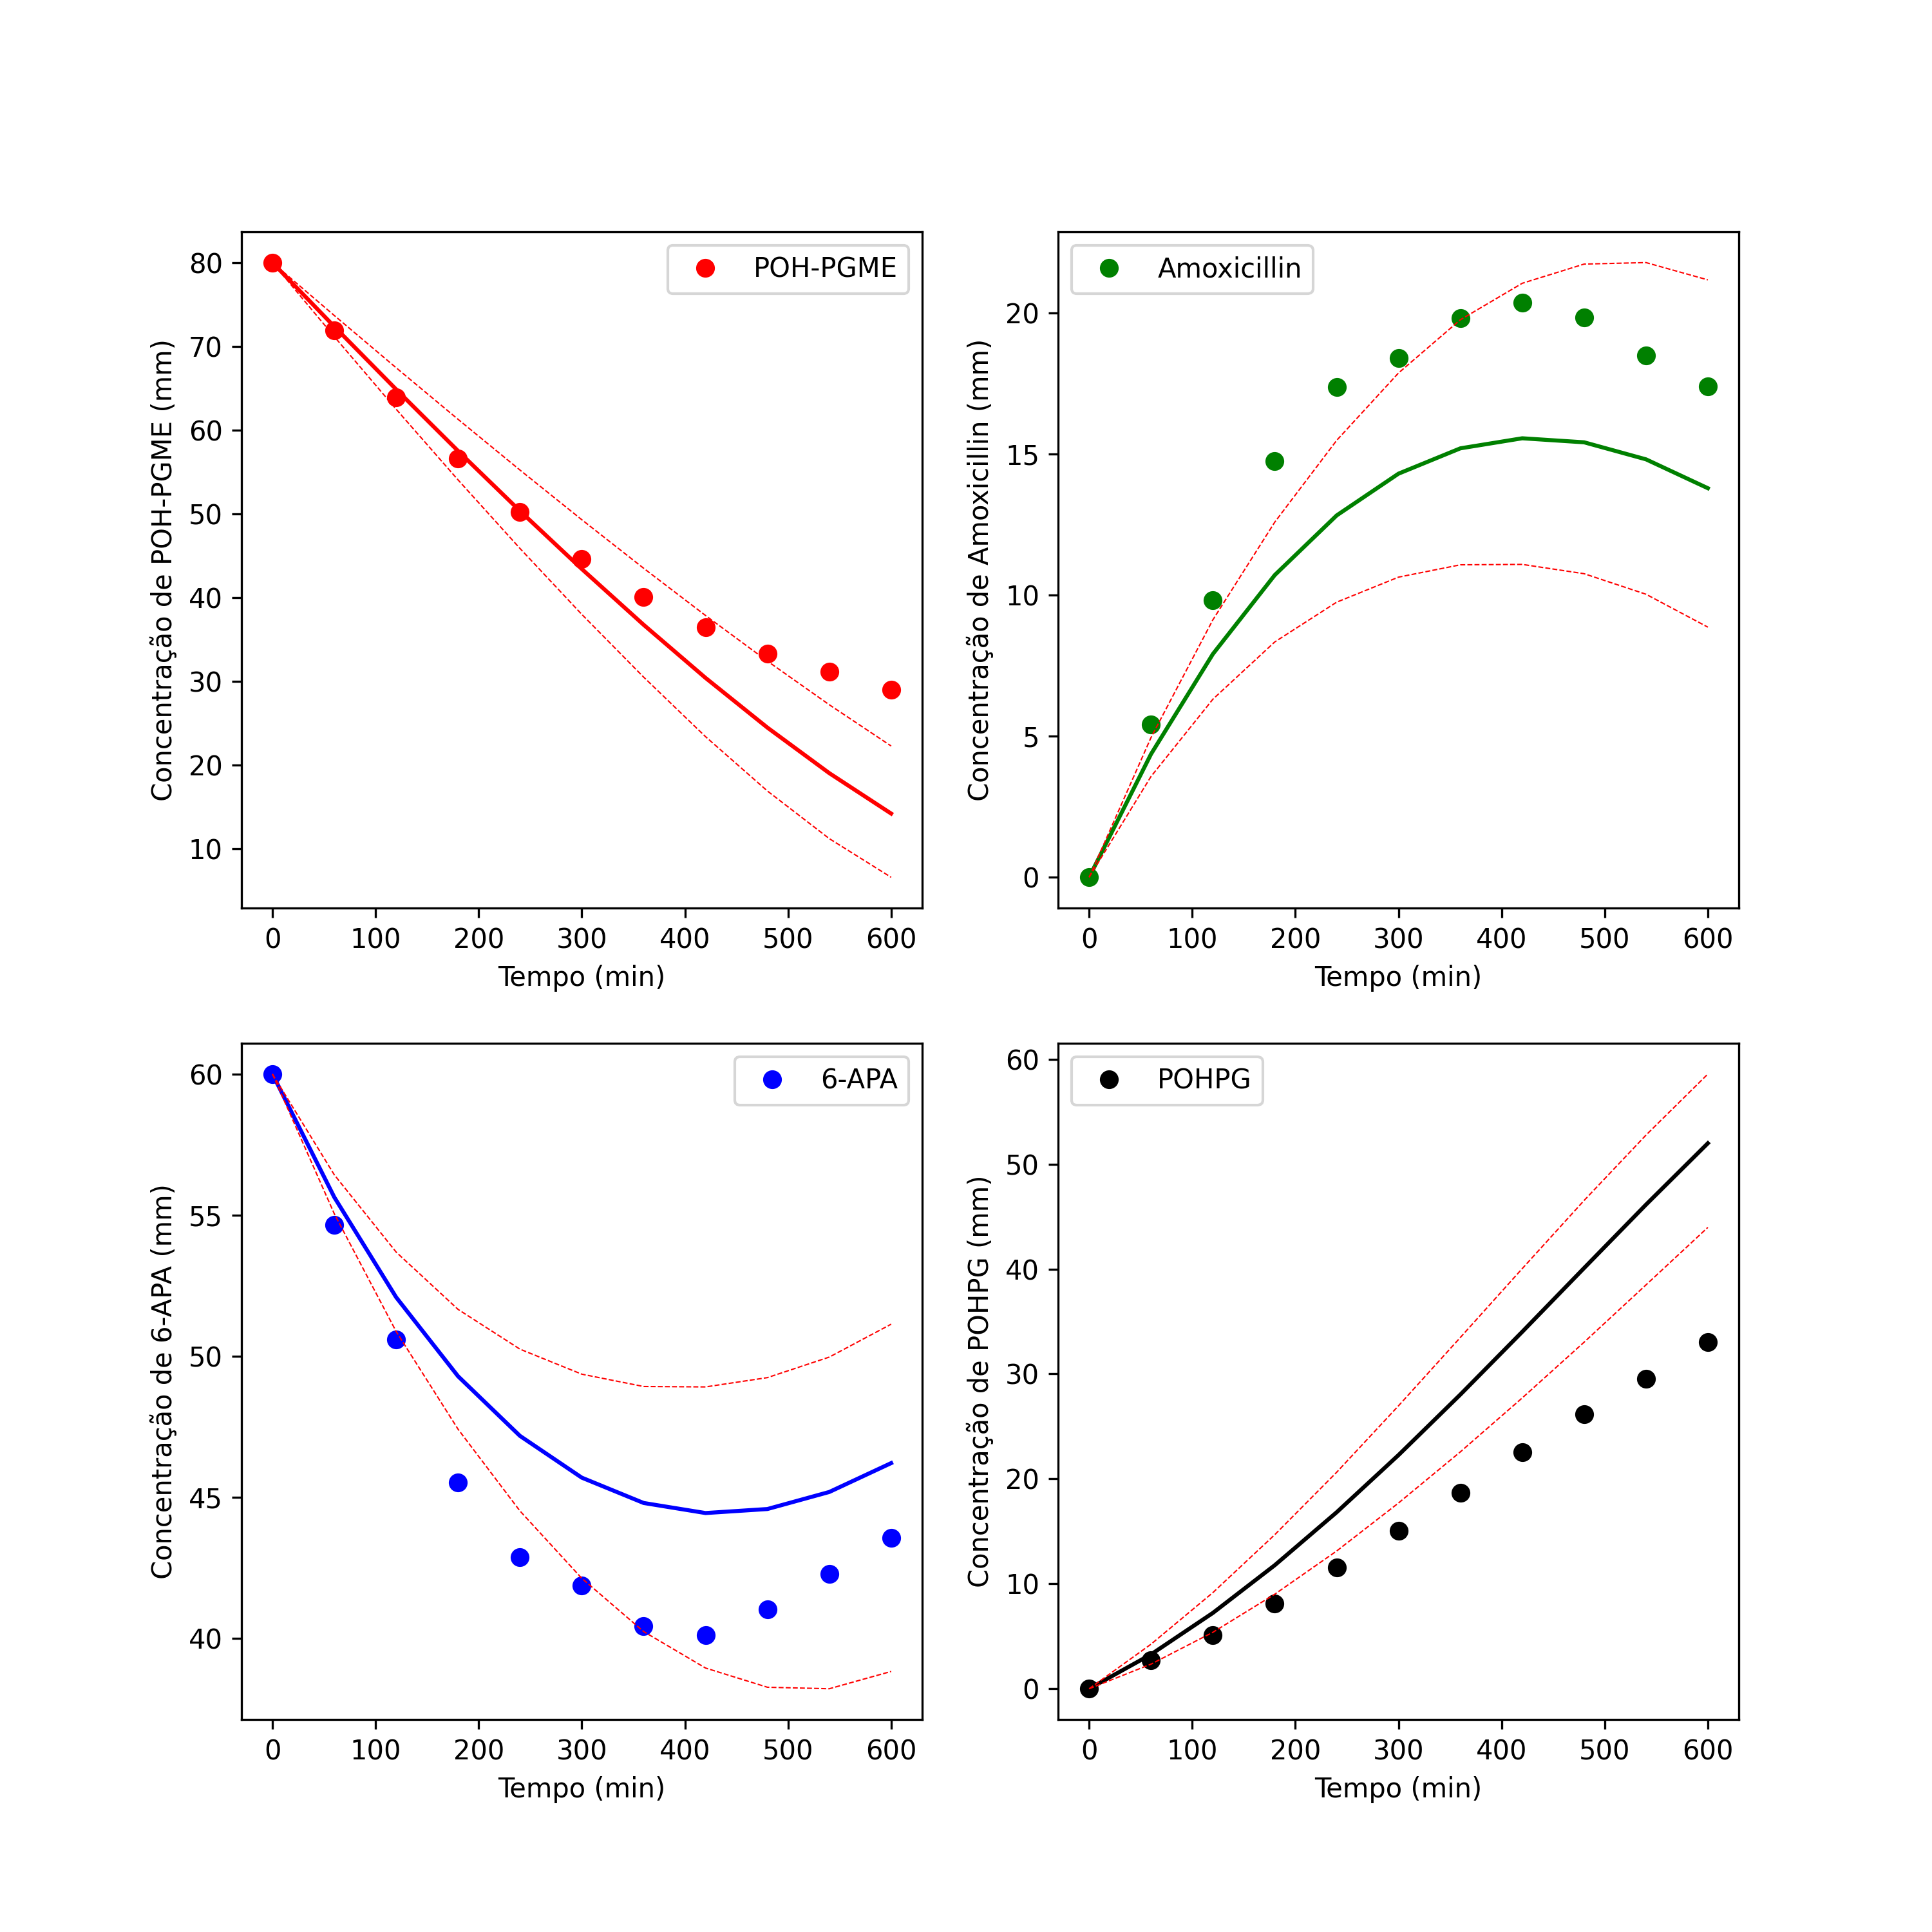 POH-PGME
80
70
60
50
40
30
20
10
Concentração de POH-PGME (mm)
0 100 200 300 400 500 600
Tempo (min)
Amoxicillin
20
15
10
5
0
Concentração de Amoxicillin (mm)
0 100 200 300 400 500 600
Tempo (min)
6-APA
60
55
50
45
40
Concentração de 6-APA (mm)
0 100 200 300 400 500 600
Tempo (min)
POHPG
60
50
40
30
20
10
0
Concentração de POHPG (mm)
0 100 200 300 400 500 600
Tempo (min)